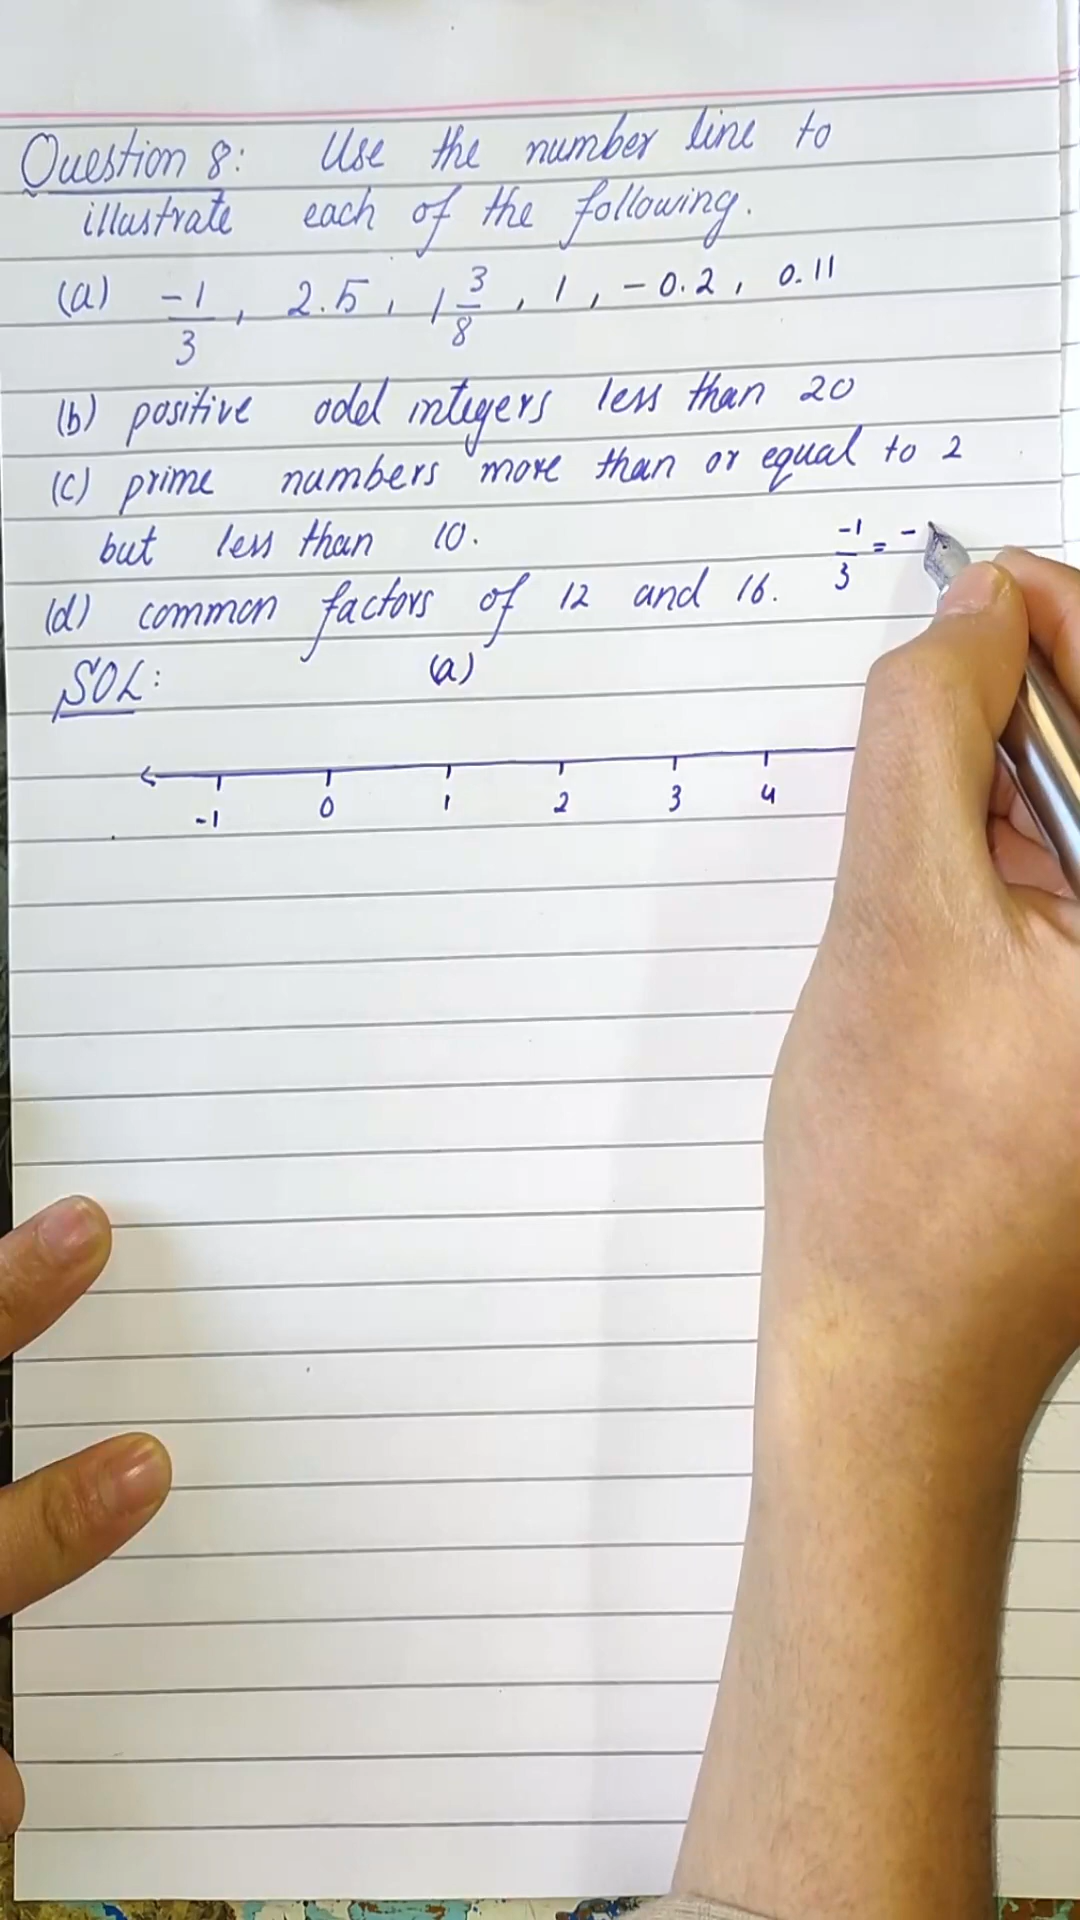 Question 8: Use the number line to
illustrate each of the following.
(a) -1/3, 2.5, 1 3/8, 1, -0.2, 0.11
(b) positive odd integers less than 20
(c) prime numbers more than or equal to 2
but less than 10.
-1/3 = -
(d) common factors of 12 and 16.
SOL: (a)
-1 0 1 2 3 4